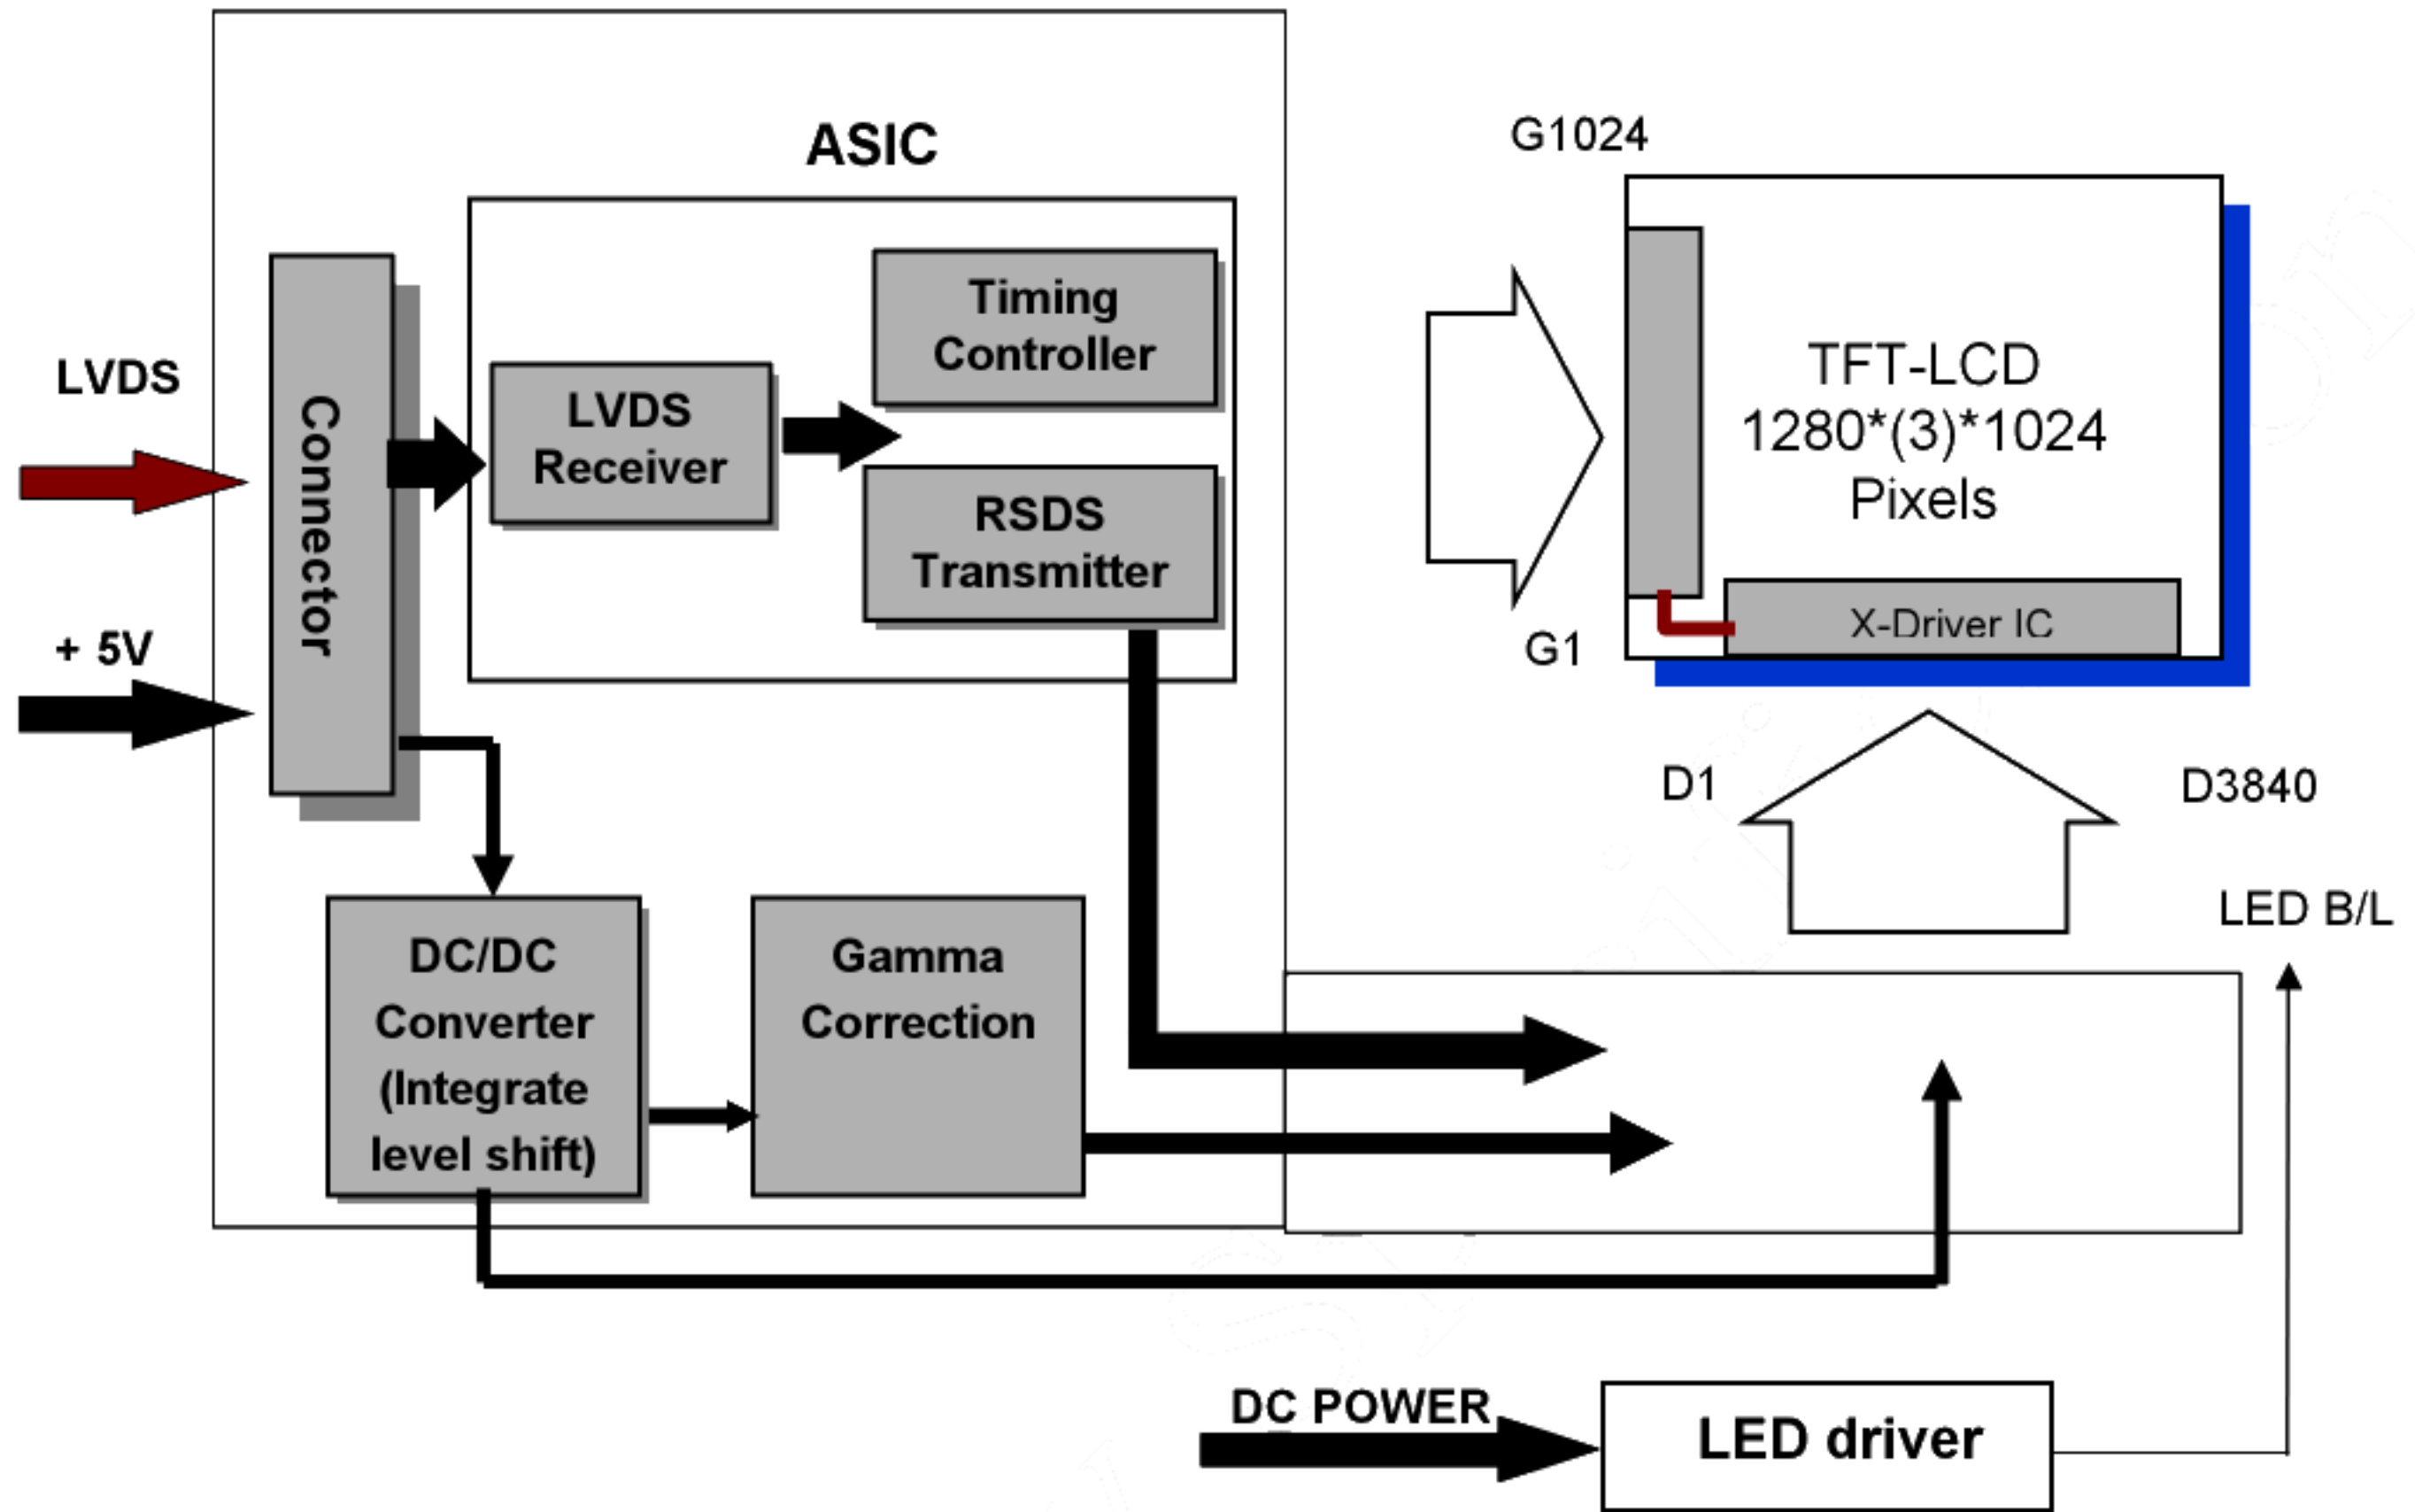 ASIC
G1024
Timing
Controller
LVDS
Receiver
RSDS
Transmitter
LVDS
Connector
+ 5V
TFT-LCD
1280*(3)*1024
Pixels
X-Driver IC
G1
D1
D3840
LED B/L
DC/DC
Converter
(Integrate
level shift)
Gamma
Correction
DC POWER
LED driver